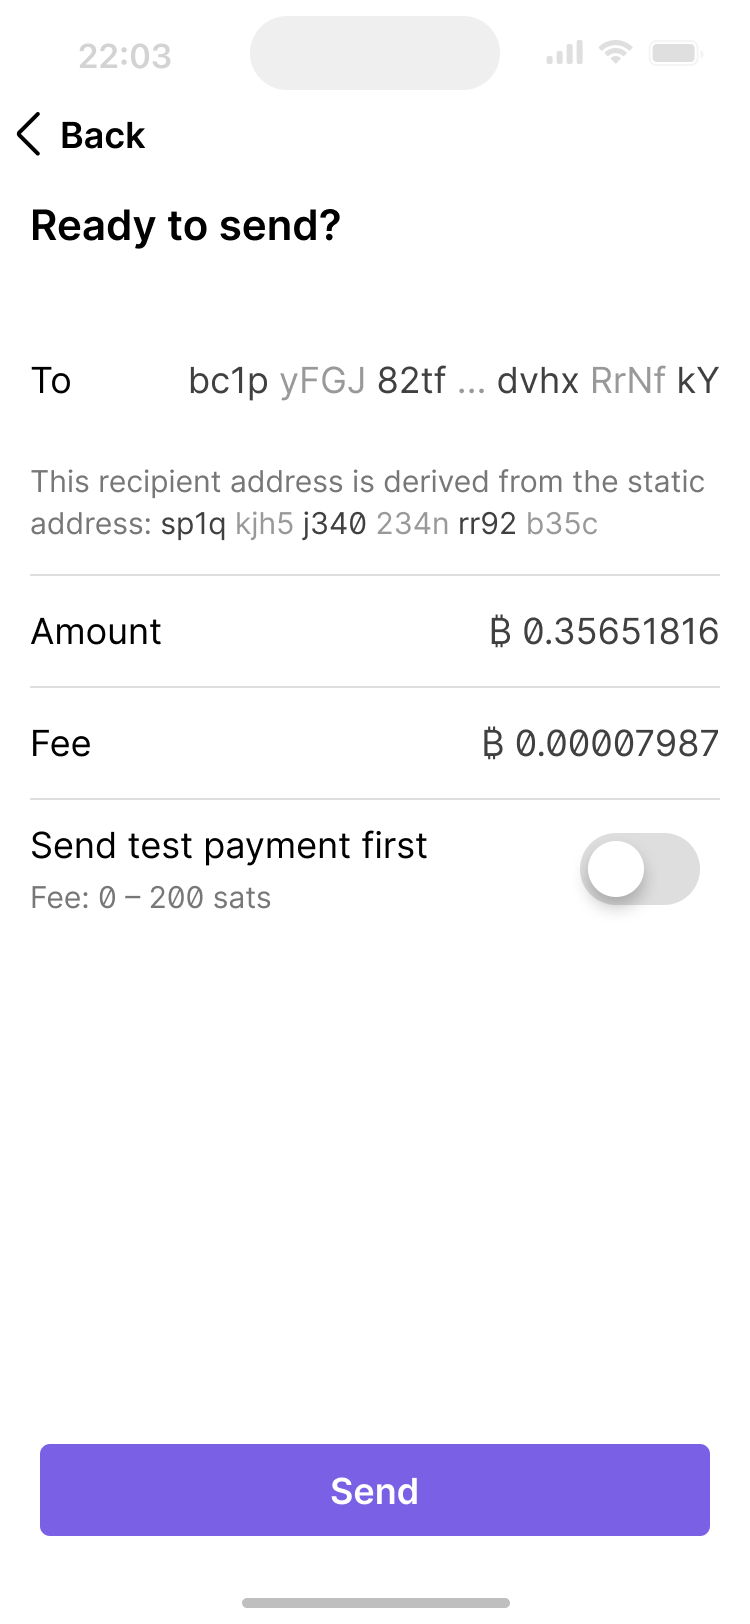 22:03
Back
Ready to send?
To bc1p yFGJ 82tf ... dvhx RrNf kY
This recipient address is derived from the static
address: sp1q kjh5 j340 234n rr92 b35c
Amount ₿ 0.35651816
Fee ₿ 0.00007987
Send test payment first
Fee: 0 – 200 sats
Send